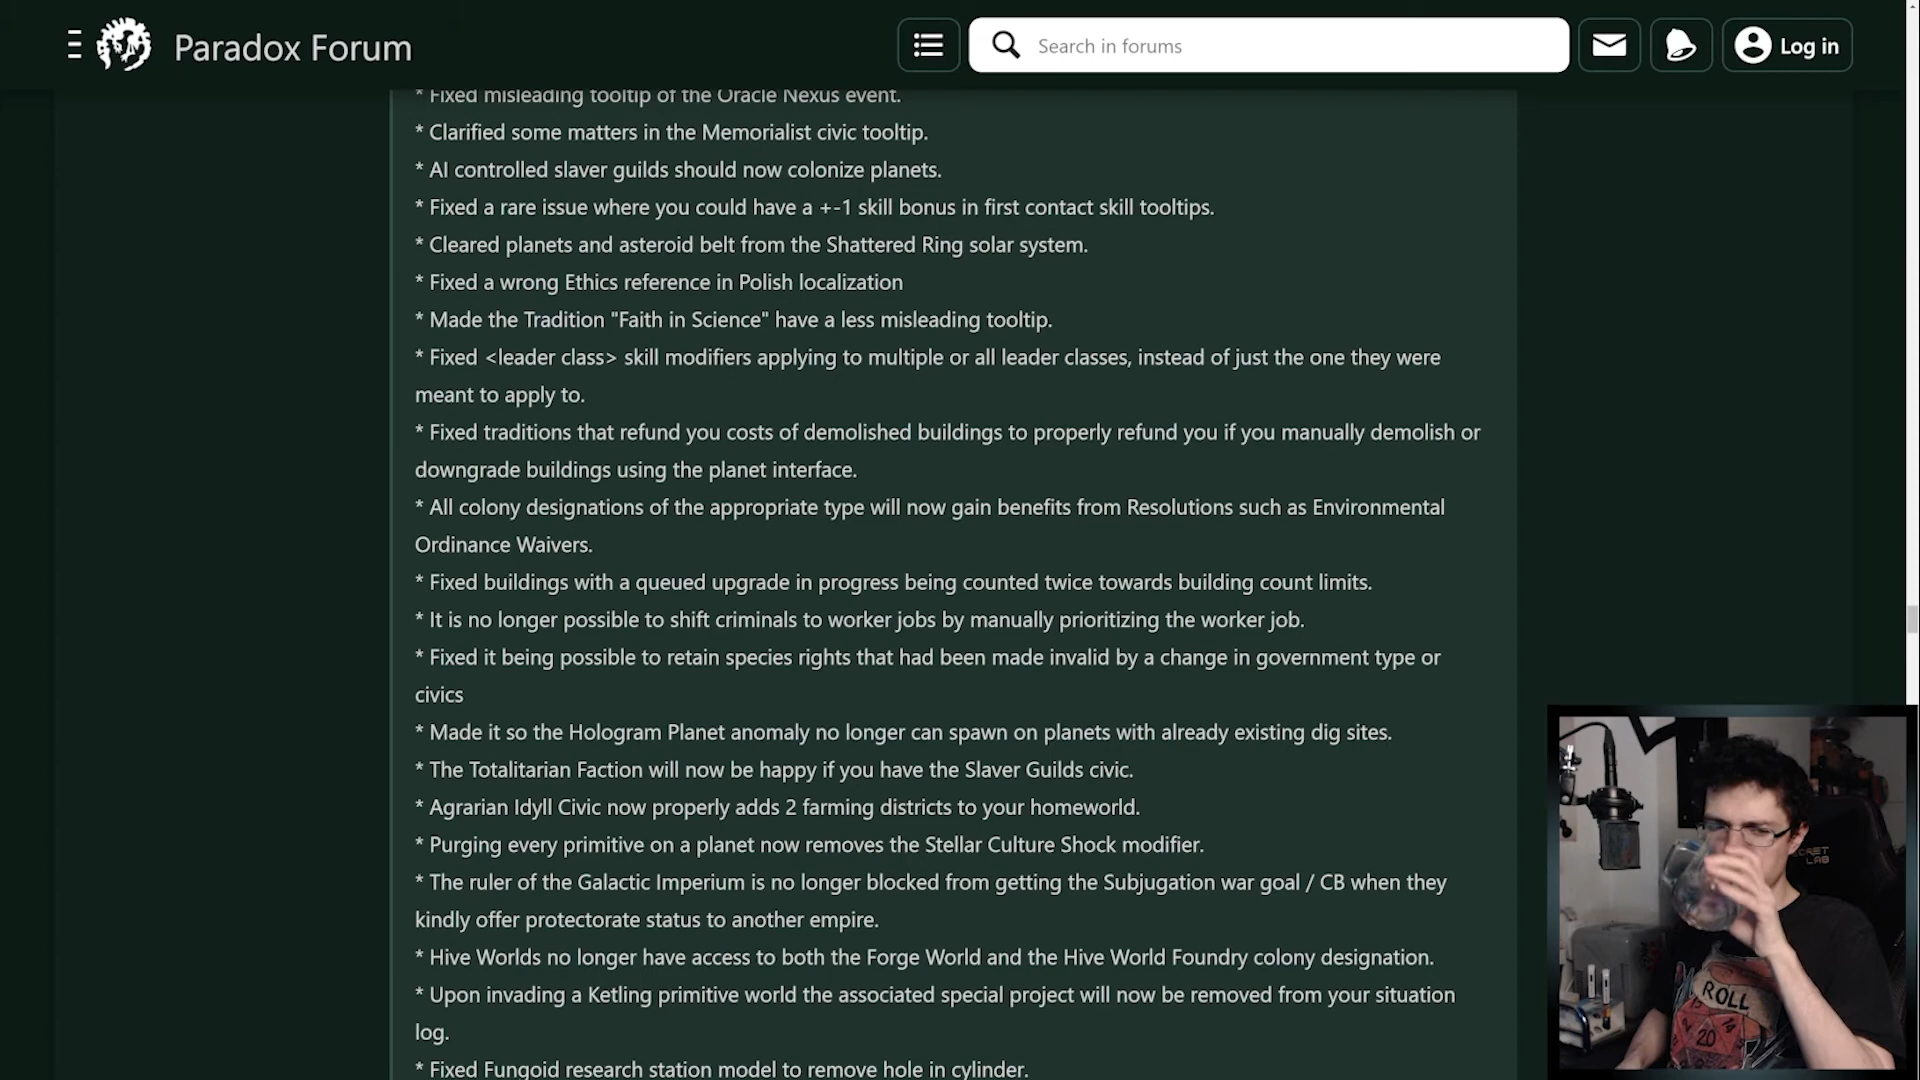 Paradox Forum
Search in forums
Log in
* Fixed misleading tooltip of the Oracle Nexus event.
* Clarified some matters in the Memorialist civic tooltip.
* AI controlled slaver guilds should now colonize planets.
* Fixed a rare issue where you could have a +-1 skill bonus in first contact skill tooltips.
* Cleared planets and asteroid belt from the Shattered Ring solar system.
* Fixed a wrong Ethics reference in Polish localization
* Made the Tradition "Faith in Science" have a less misleading tooltip.
* Fixed <leader class> skill modifiers applying to multiple or all leader classes, instead of just the one they were
meant to apply to.
* Fixed traditions that refund you costs of demolished buildings to properly refund you if you manually demolish or
downgrade buildings using the planet interface.
* All colony designations of the appropriate type will now gain benefits from Resolutions such as Environmental
Ordinance Waivers.
* Fixed buildings with a queued upgrade in progress being counted twice towards building count limits.
* It is no longer possible to shift criminals to worker jobs by manually prioritizing the worker job.
* Fixed it being possible to retain species rights that had been made invalid by a change in government type or
civics
* Made it so the Hologram Planet anomaly no longer can spawn on planets with already existing dig sites.
* The Totalitarian Faction will now be happy if you have the Slaver Guilds civic.
* Agrarian Idyll Civic now properly adds 2 farming districts to your homeworld.
* Purging every primitive on a planet now removes the Stellar Culture Shock modifier.
* The ruler of the Galactic Imperium is no longer blocked from getting the Subjugation war goal / CB when they
kindly offer protectorate status to another empire.
* Hive Worlds no longer have access to both the Forge World and the Hive World Foundry colony designation.
* Upon invading a Ketling primitive world the associated special project will now be removed from your situation
log.
* Fixed Fungoid research station model to remove hole in cylinder.
LAB
ROLL
20
14